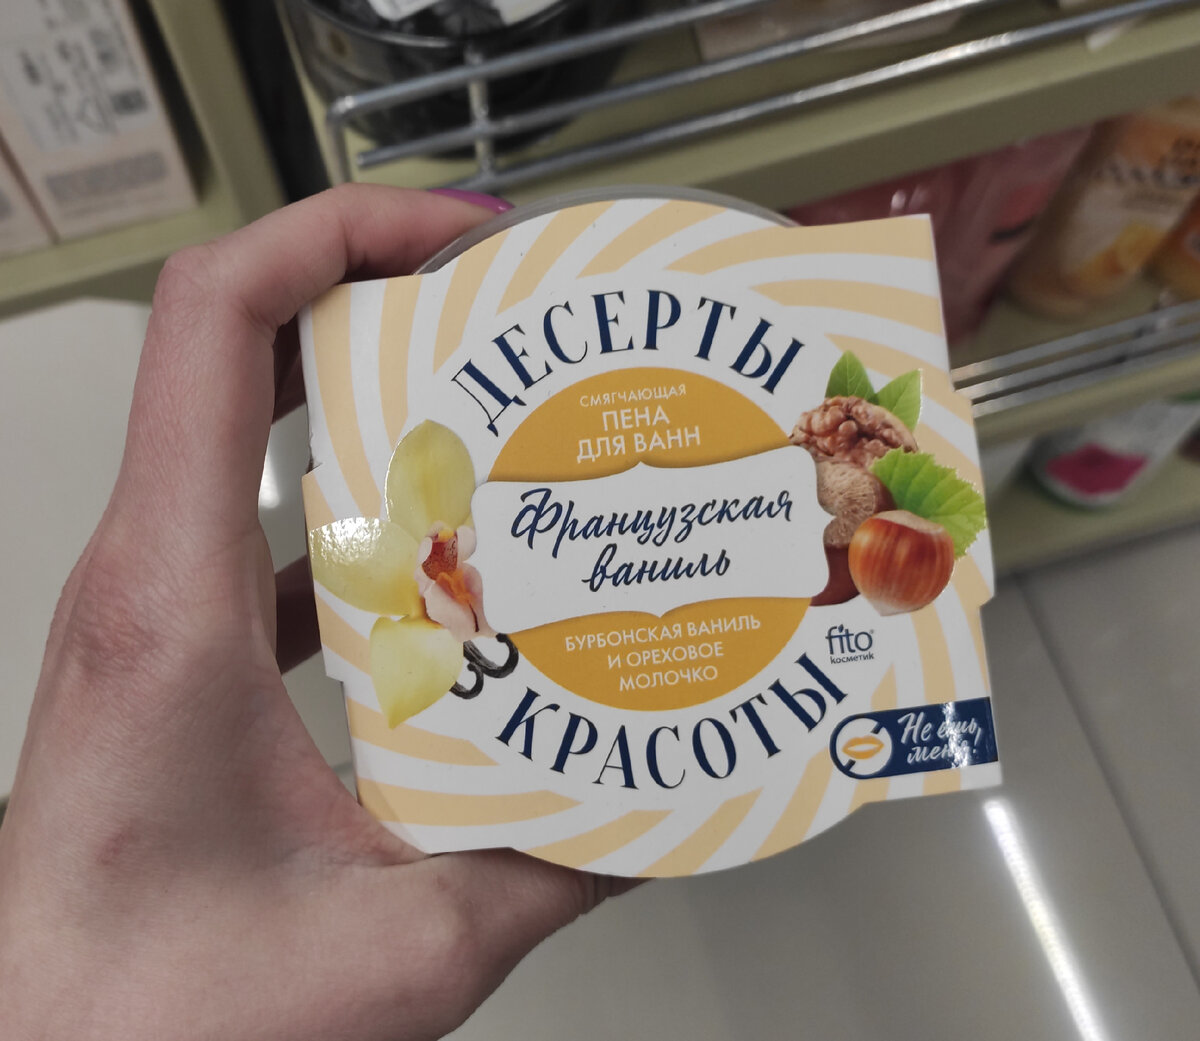 ДЕСЕРТЫ
СМЯГЧАЮЩАЯ
ПЕНА
ДЛЯ ВАНН
Французская
ваниль
БУРБОНСКАЯ ВАНИЛЬ
И ОРЕХОВОЕ
МОЛОЧКО
КРАСОТЫ
fito®
косметик
Не ешь
меня!